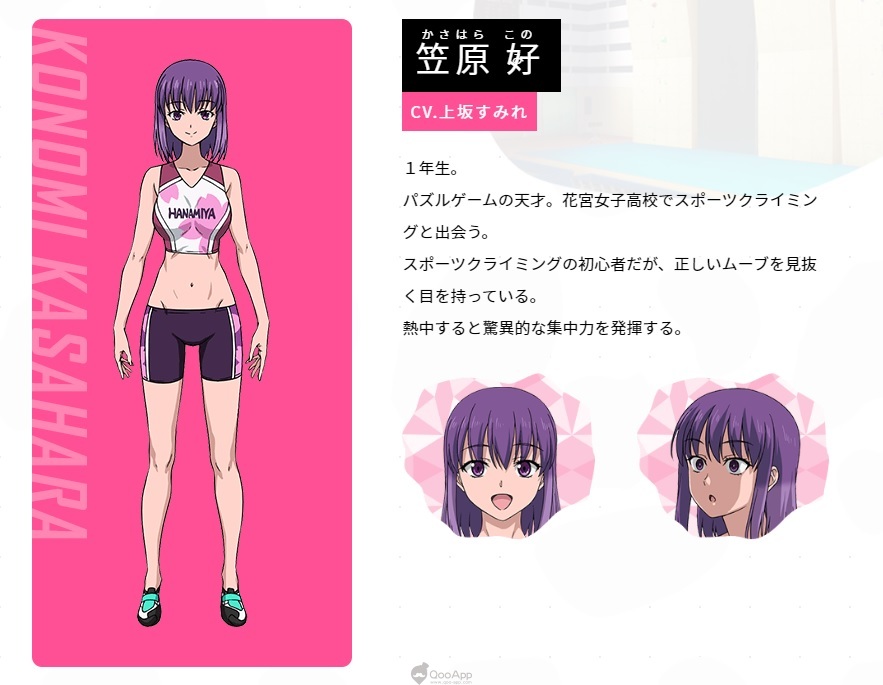 KONOMI KASAHARA
HANAMIYA
かさはら この
笠原 好
CV.上坂すみれ
１年生。
パズルゲームの天才。花宮女子高校でスポーツクライミン
グと出会う。
スポーツクライミングの初心者だが、正しいムーブを見抜
く目を持っている。
熱中すると驚異的な集中力を発揮する。
QooApp
www.qoo-app.com